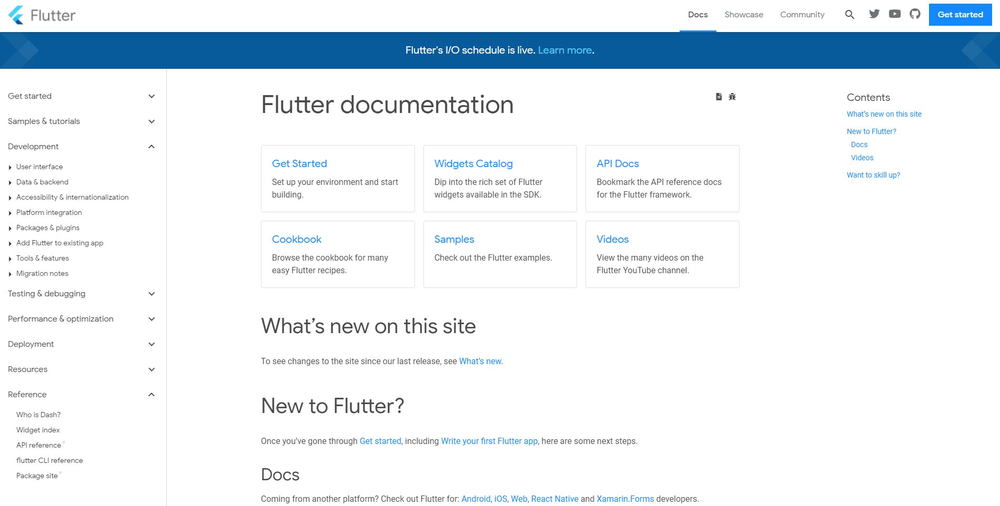 Flutter
Docs
Showcase
Community
Get started
Flutter's I/O schedule is live. Learn more.
Get started
Samples & tutorials
Development
User interface
Data & backend
Accessibility & internationalization
Platform integration
Packages & plugins
Add Flutter to existing app
Tools & features
Migration notes
Testing & debugging
Performance & optimization
Deployment
Resources
Reference
Who is Dash?
Widget index
API reference
flutter CLI reference
Package site
Flutter documentation
Get Started
Set up your environment and start
building.
Widgets Catalog
Dip into the rich set of Flutter
widgets available in the SDK.
API Docs
Bookmark the API reference docs
for the Flutter framework.
Cookbook
Browse the cookbook for many
easy Flutter recipes.
Samples
Check out the Flutter examples.
Videos
View the many videos on the
Flutter YouTube channel.
What’s new on this site
To see changes to the site since our last release, see What’s new.
New to Flutter?
Once you’ve gone through Get started, including Write your first Flutter app, here are some next steps.
Docs
Coming from another platform? Check out Flutter for: Android, iOS, Web, React Native and Xamarin.Forms developers.
Contents
What’s new on this site
New to Flutter?
Docs
Videos
Want to skill up?